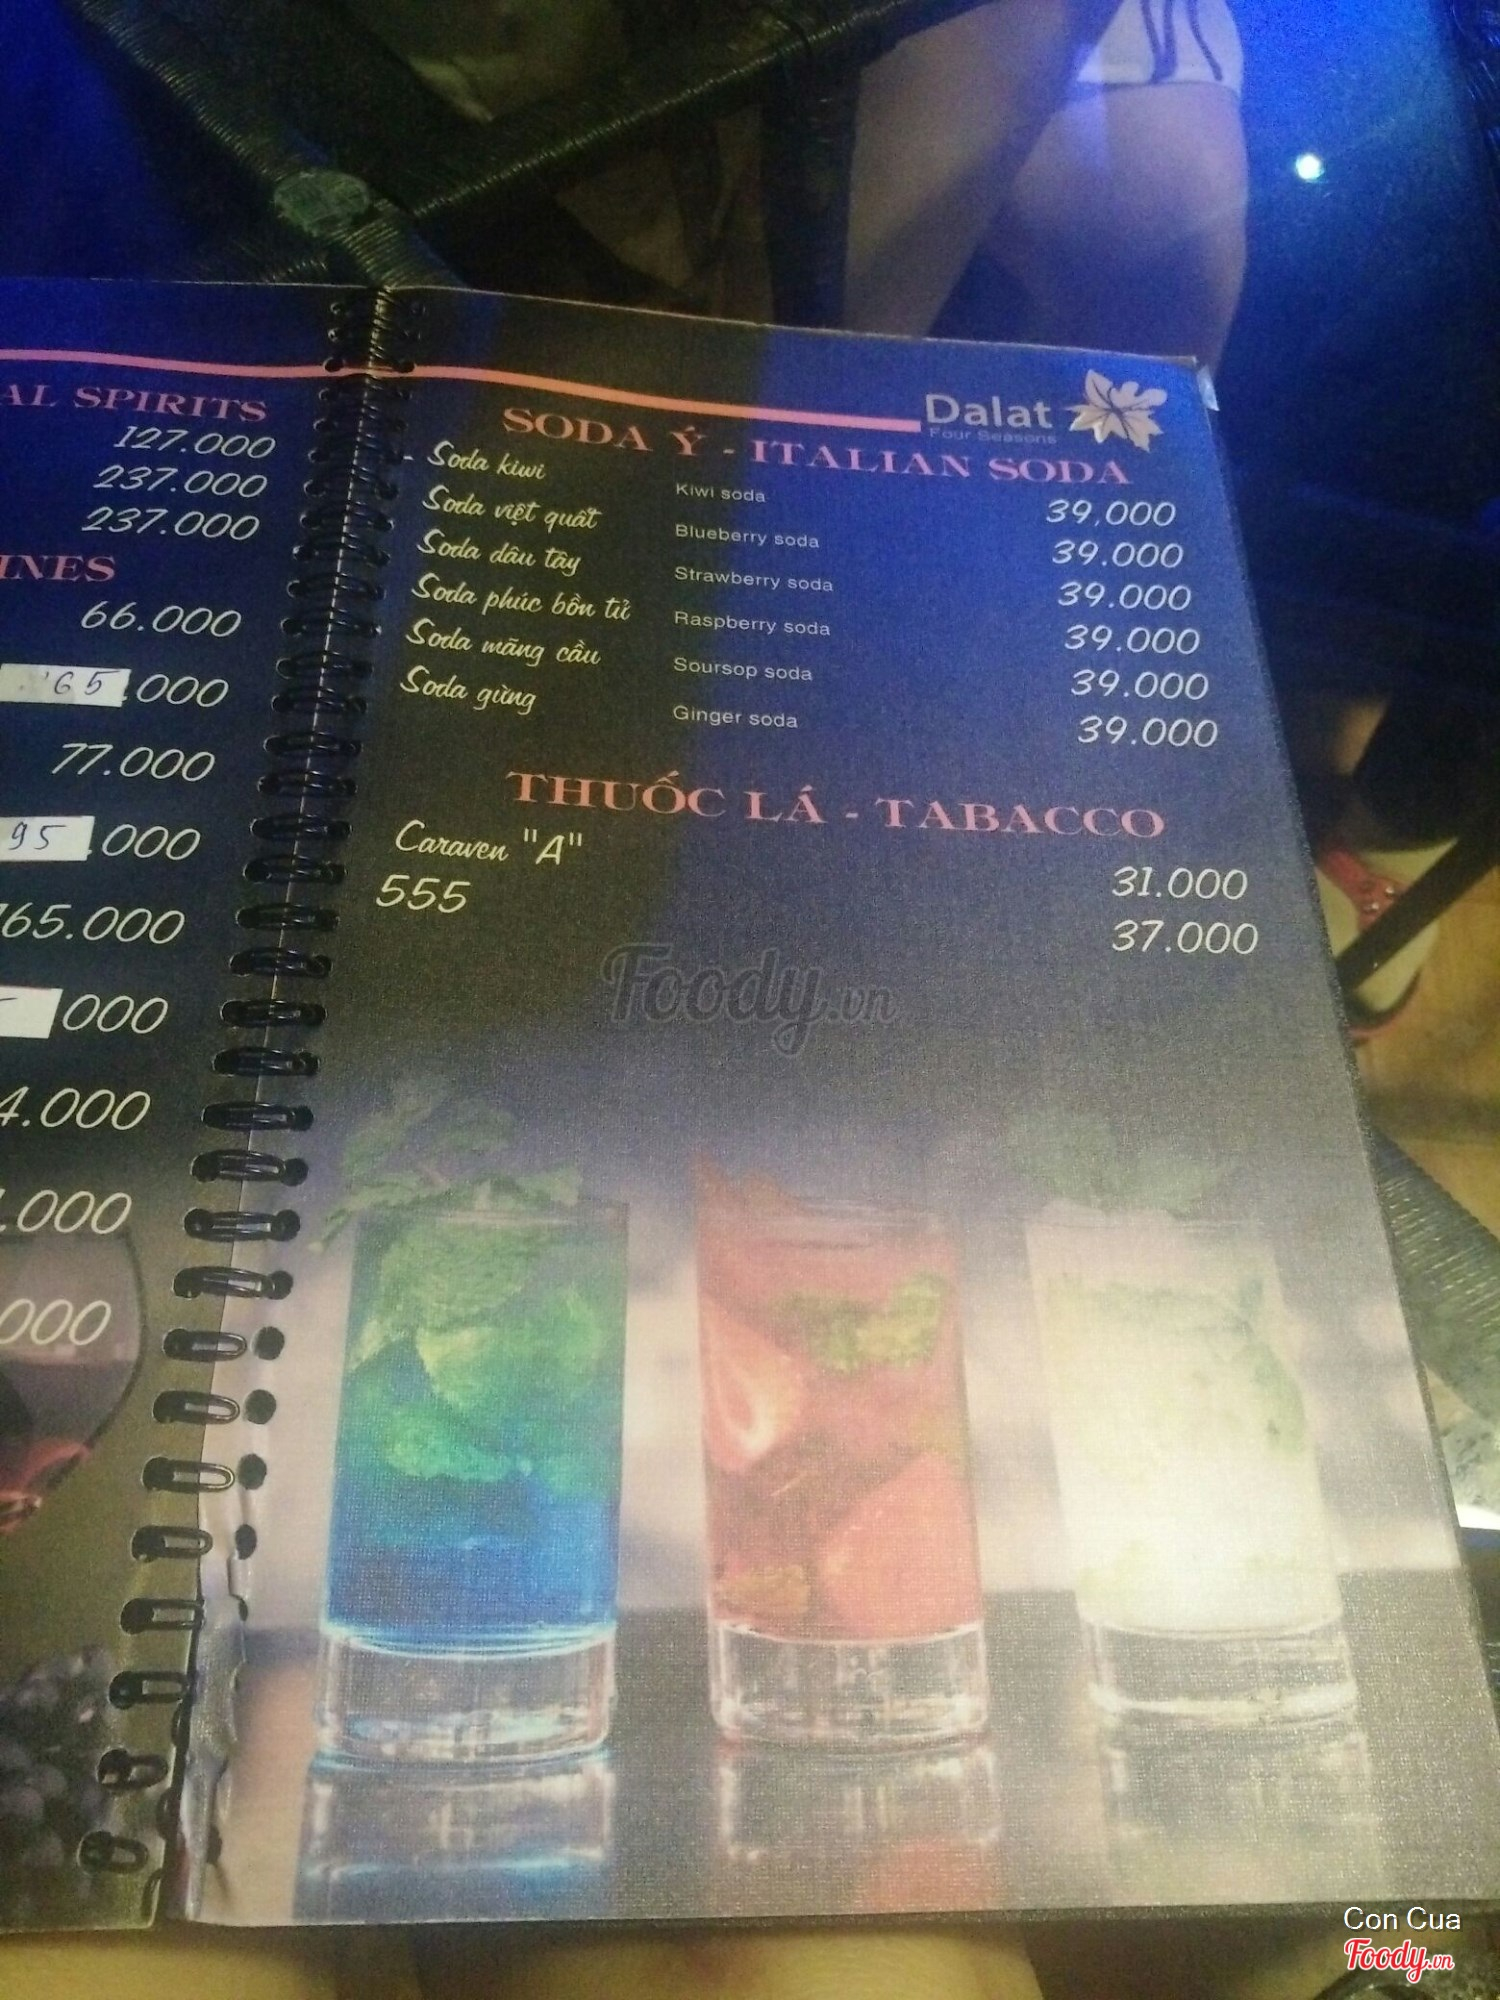 AL SPIRITS
127.000
237.000
237.000
INES
66.000
65.000
77.000
95.000
165.000
000
4.000
.000
000
Dalat
Four Seasons
SODA Ý - ITALIAN SODA
Soda kiwi Kiwi soda 39,000
Soda việt quất Blueberry soda 39.000
Soda dâu tây Strawberry soda 39.000
Soda phúc bồn tử Raspberry soda 39.000
Soda mãng cầu Soursop soda 39.000
Soda gừng Ginger soda 39.000
THUỐC LÁ - TABACCO
Caraven "A" 31.000
555 37.000
Foody.vn
Con Cua
Foody.vn